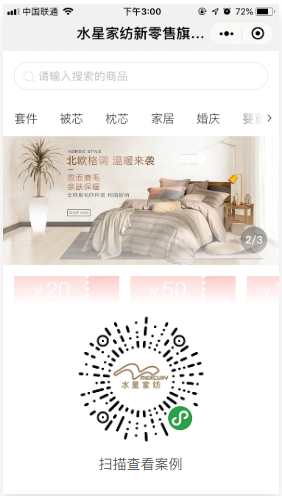 中国联通
下午3:00
72%
水星家纺新零售旗...
请输入搜索的商品
套件 被芯 枕芯 家居 婚庆 婴童
NORDIC STYLE
北欧格调 温暖来袭
双面磨毛
亲肤保暖
2/3
¥20 ¥50 ¥1
MERCURY
水星家纺
扫描查看案例